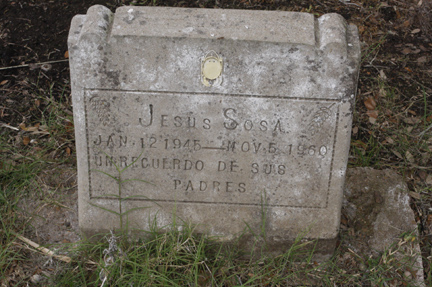 JESUS SOSA
JAN. 12 1945 — NOV. 5, 1960
UN RECUERDO DE SUS
PADRES